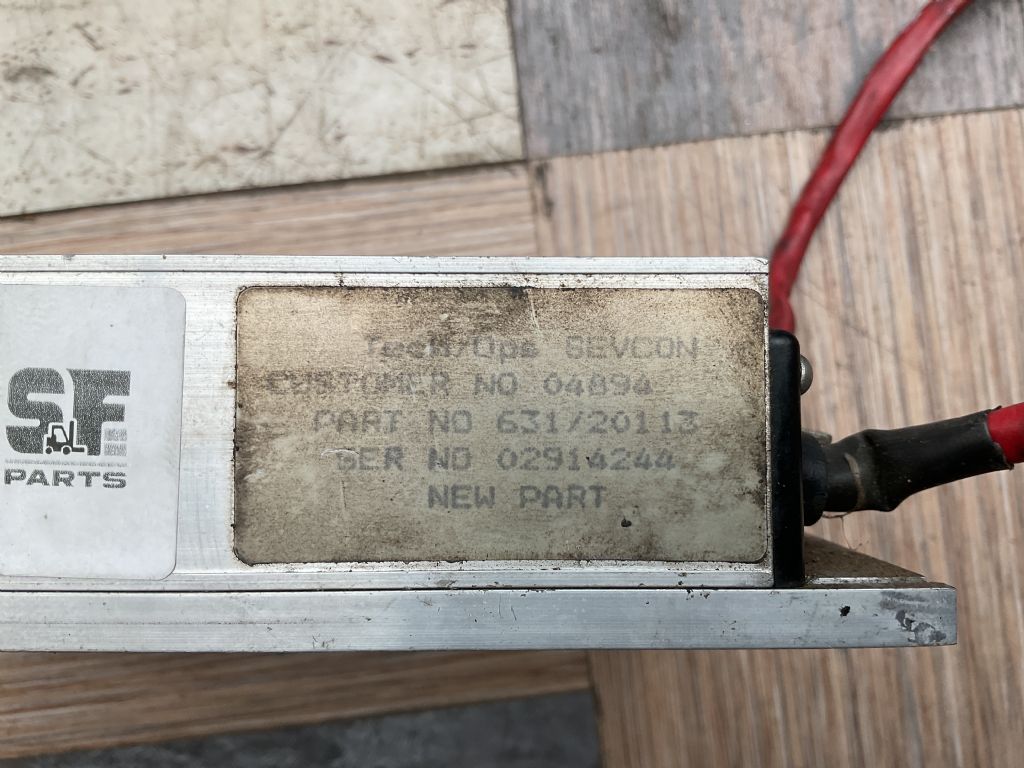 SF
PARTS
Tech/Ops SEVCON
CUSTOMER NO 04894
PART NO 631/20113
SER NO 02914244
NEW PART